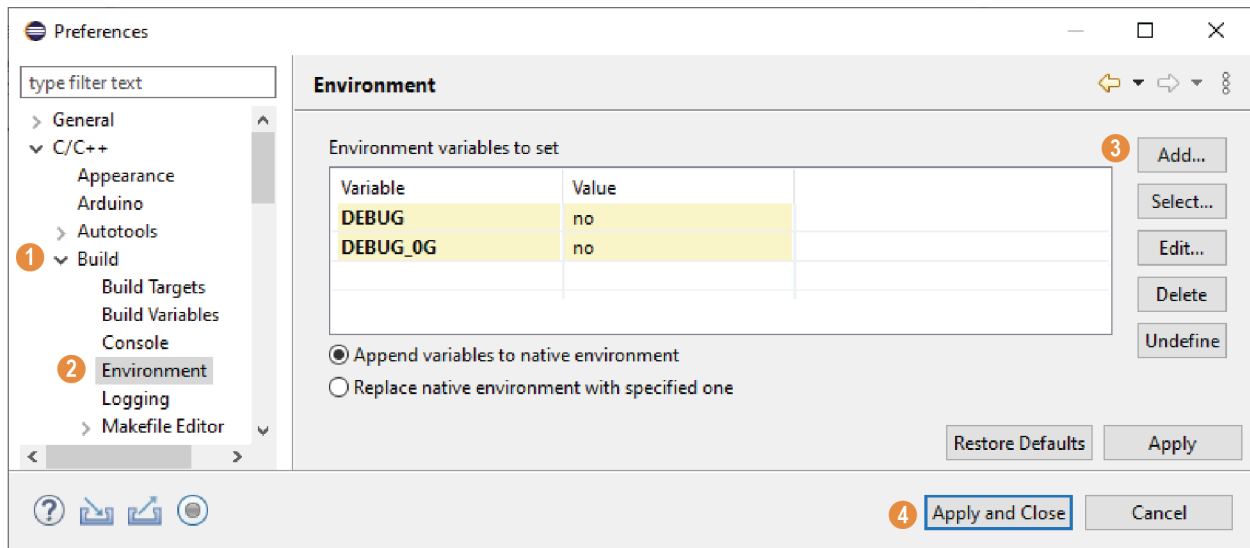 Preferences
type filter text
General
C/C++
Appearance
Arduino
Autotools
1 Build
Build Targets
Build Variables
Console
2 Environment
Logging
Makefile Editor
Environment
Environment variables to set
Variable Value
DEBUG no
DEBUG_0G no
3 Add...
Select...
Edit...
Delete
Undefine
Append variables to native environment
Replace native environment with specified one
Restore Defaults Apply
4 Apply and Close Cancel